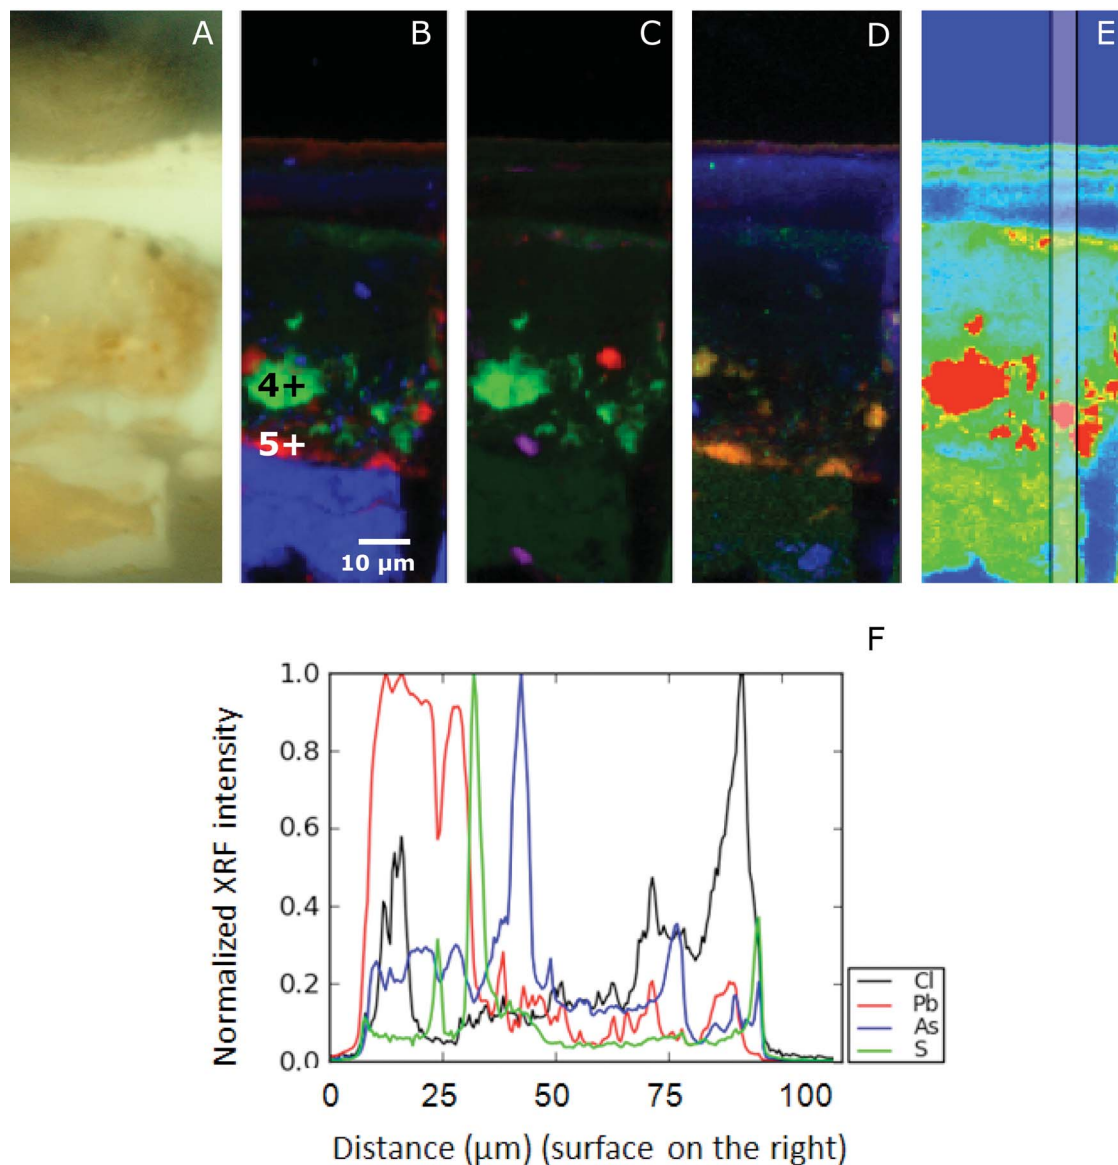 A
B
C
D
E
4+
5+
10 µm
F
Normalized XRF intensity
1.0
0.8
0.6
0.4
0.2
0.0
0
25
50
75
100
Distance (µm) (surface on the right)
Cl
Pb
As
S